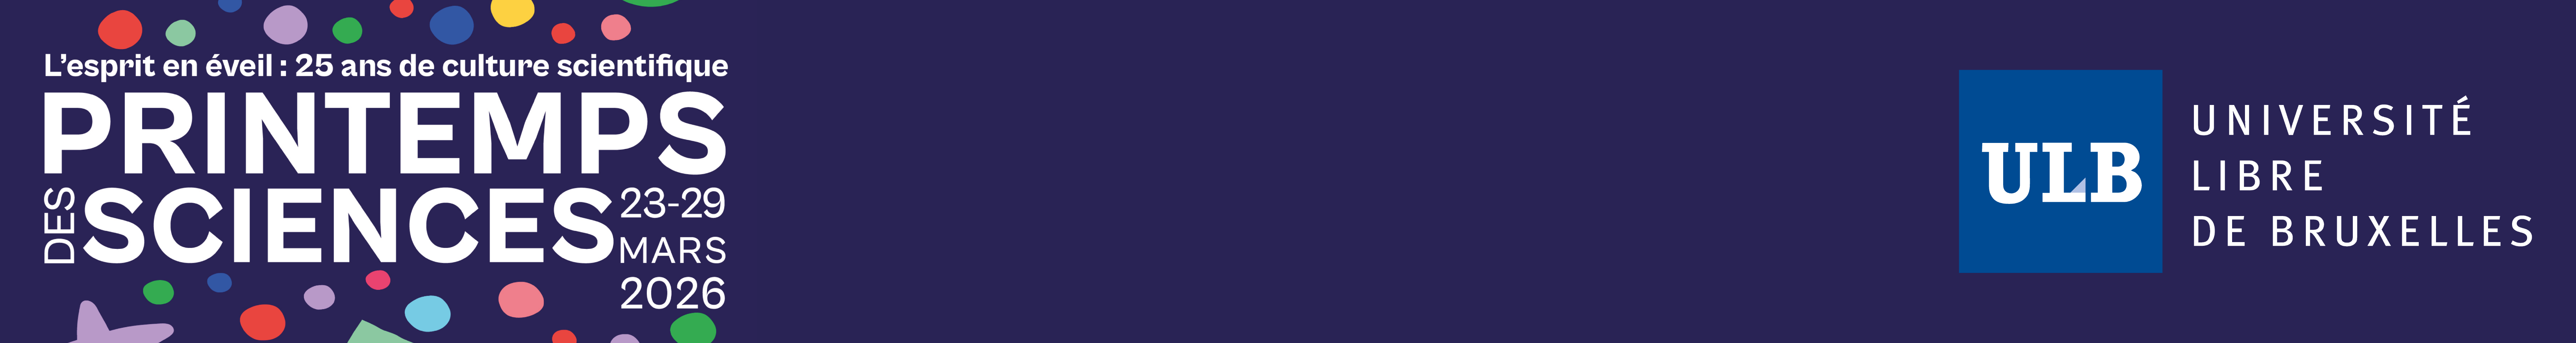 L'esprit en éveil : 25 ans de culture scientifique
PRINTEMPS
DES SCIENCES
23-29
MARS
2026
ULB
UNIVERSITÉ
LIBRE
DE BRUXELLES